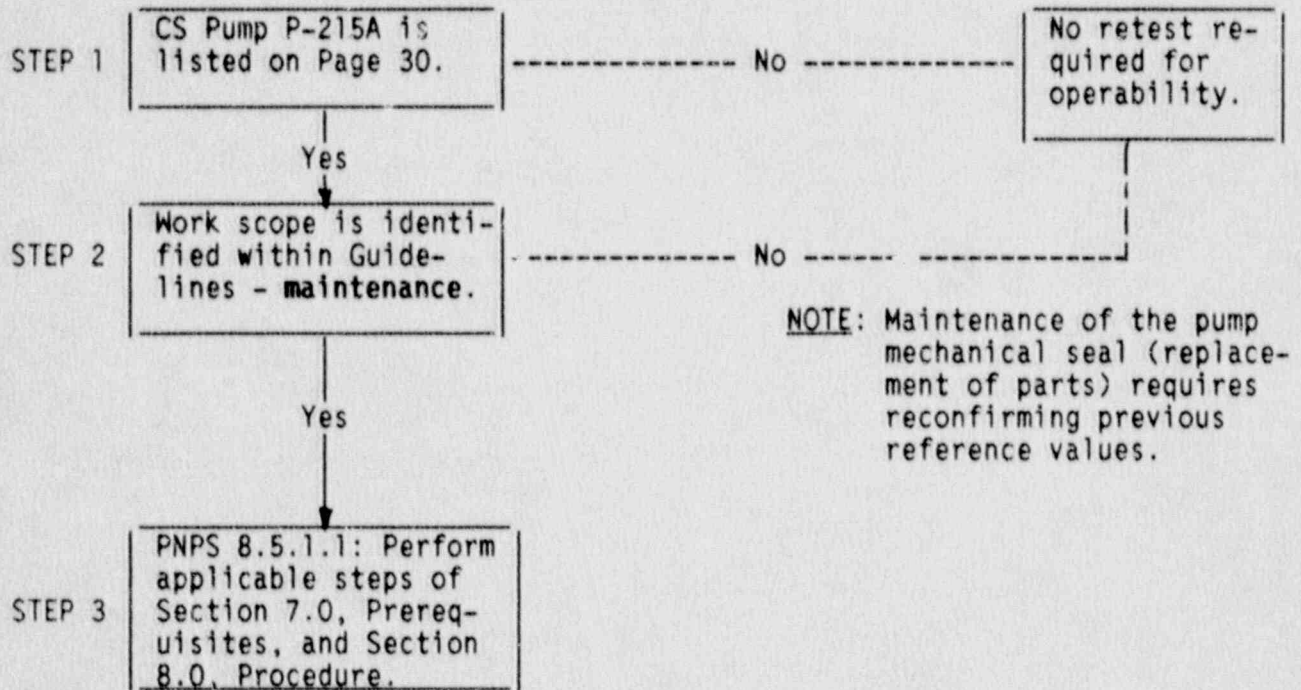 STEP 1
CS Pump P-215A is
listed on Page 30.
No
No retest re-
quired for
operability.
Yes
STEP 2
Work scope is identi-
fied within Guide-
lines - maintenance.
No
NOTE: Maintenance of the pump
mechanical seal (replace-
ment of parts) requires
reconfirming previous
reference values.
Yes
STEP 3
PNPS 8.5.1.1: Perform
applicable steps of
Section 7.0, Prereq-
uisites, and Section
8.0, Procedure.